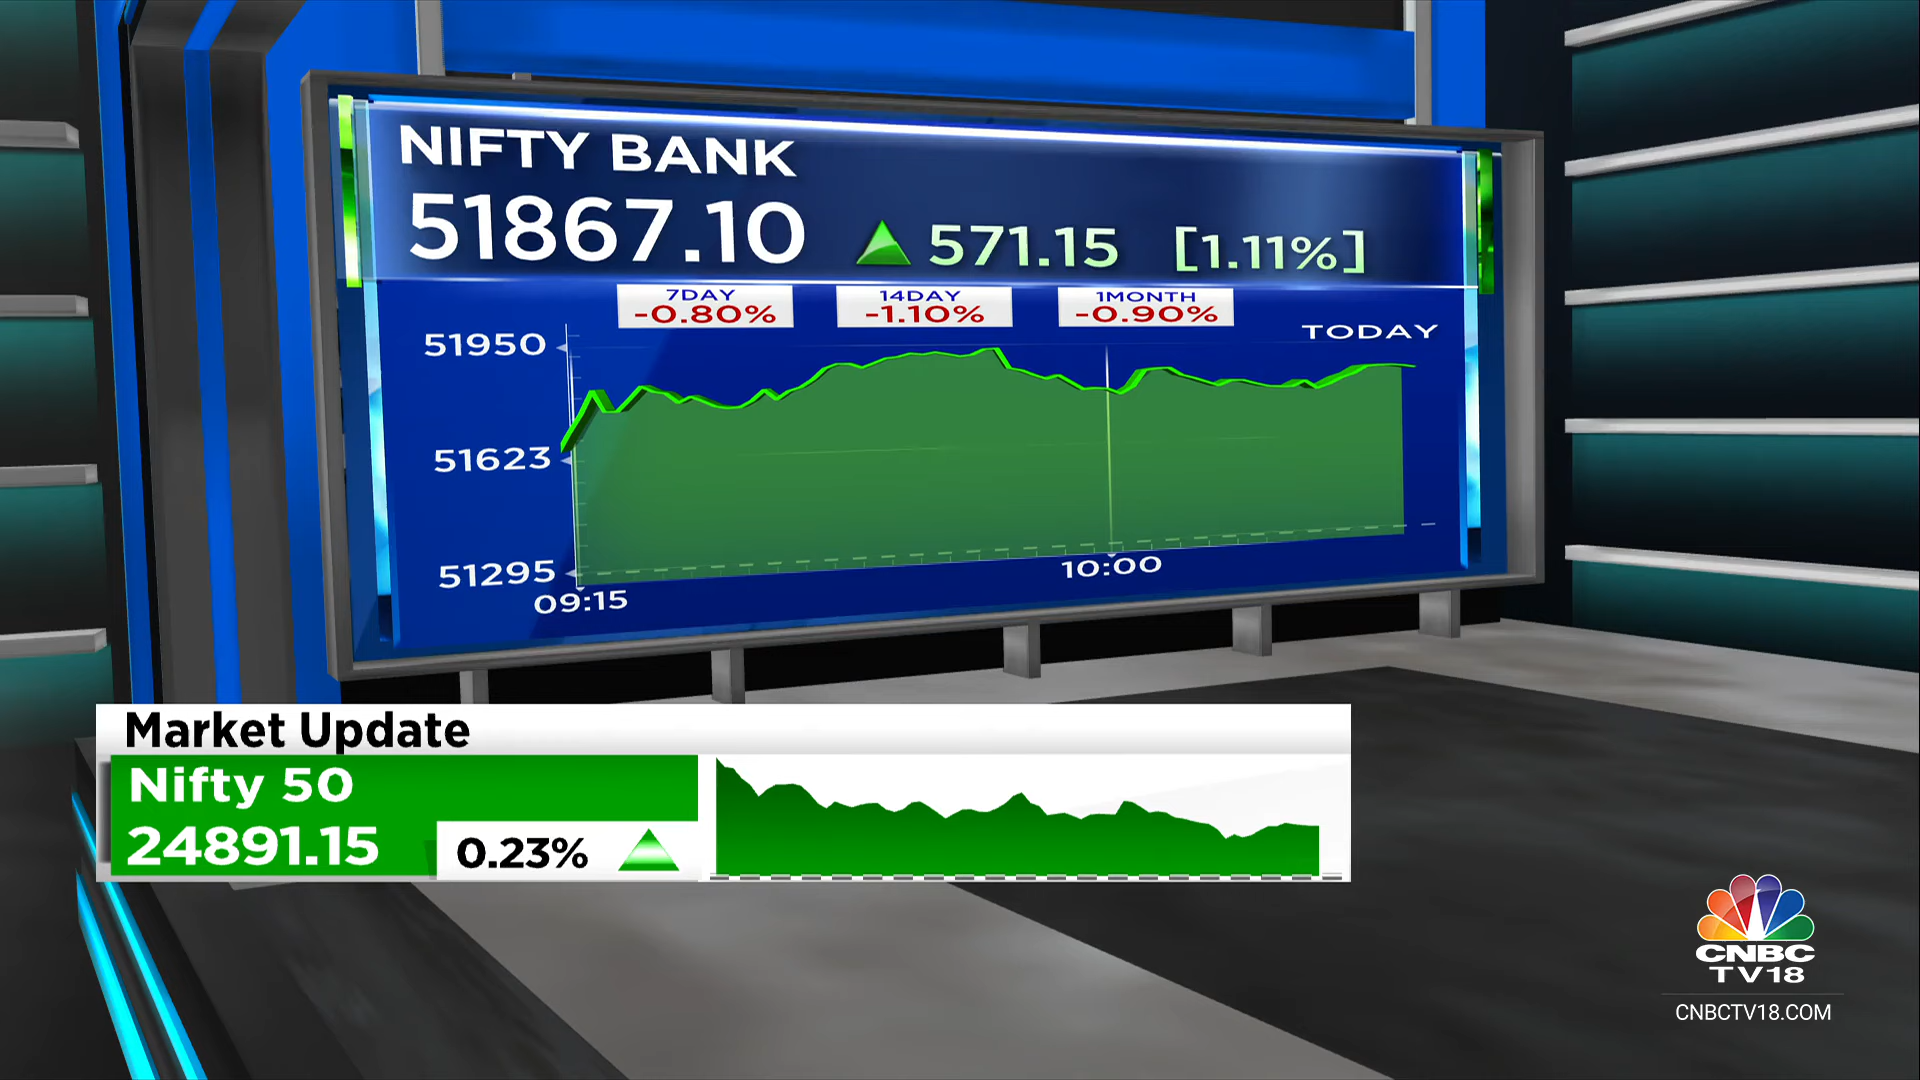 NIFTY BANK
51867.10 571.15 [1.11%]
7DAY
-0.80%
14DAY
-1.10%
1MONTH
-0.90%
TODAY
51950
51623
51295
09:15
10:00
Market Update
Nifty 50
24891.15
0.23%
CNBC
TV18
CNBCTV18.COM